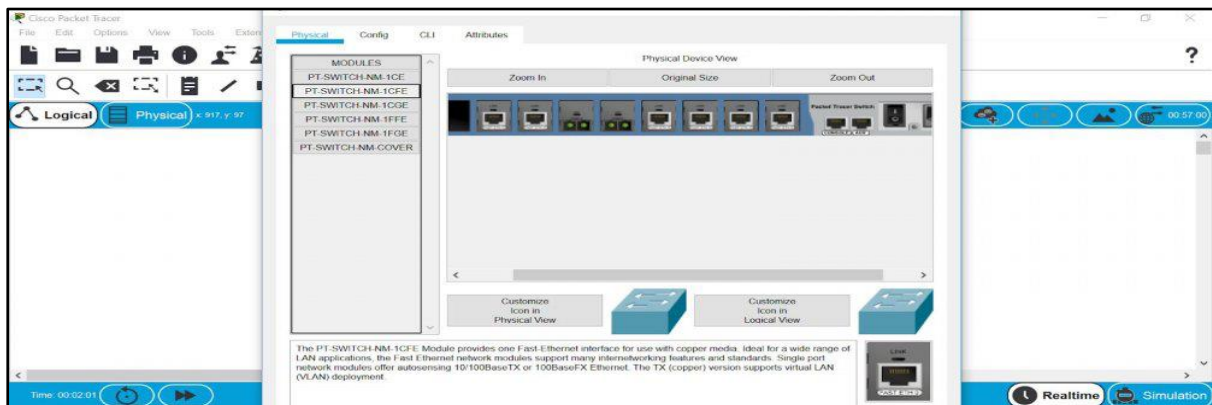 Cisco Packet Tracer
File Edit Options View Tools Exten
Physical Config CLI Attributes
MODULES
PT-SWITCH-NM-1CE
PT-SWITCH-NM-1CFE
PT-SWITCH-NM-1CGE
PT-SWITCH-NM-1FFE
PT-SWITCH-NM-1FGE
PT-SWITCH-NM-COVER
Physical Device View
Zoom In Original Size Zoom Out
Logical Physical x: 917, y: 97
00:57:00
Customize
Icon in
Physical View
Customize
Icon in
Logical View
The PT-SWITCH-NM-1CFE Module provides one Fast-Ethernet interface for use with copper media. Ideal for a wide range of
LAN applications, the Fast Ethernet network modules support many internetworking features and standards. Single port
network modules offer autosensing 10/100BaseTX or 100BaseFX Ethernet. The TX (copper) version supports virtual LAN
(VLAN) deployment.
Time: 00:02:01
Realtime Simulation